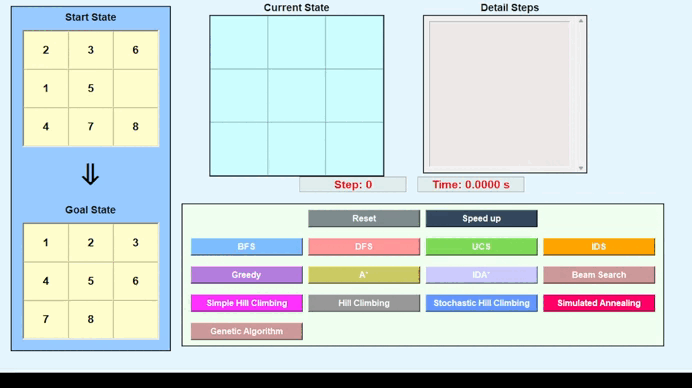 Start State
2 3 6
1 5
4 7 8
⇓
Goal State
1 2 3
4 5 6
7 8
Current State
Detail Steps
Step: 0
Time: 0.0000 s
Reset
Speed up
BFS
DFS
UCS
IDS
Greedy
A*
IDA*
Beam Search
Simple Hill Climbing
Hill Climbing
Stochastic Hill Climbing
Simulated Annealing
Genetic Algorithm